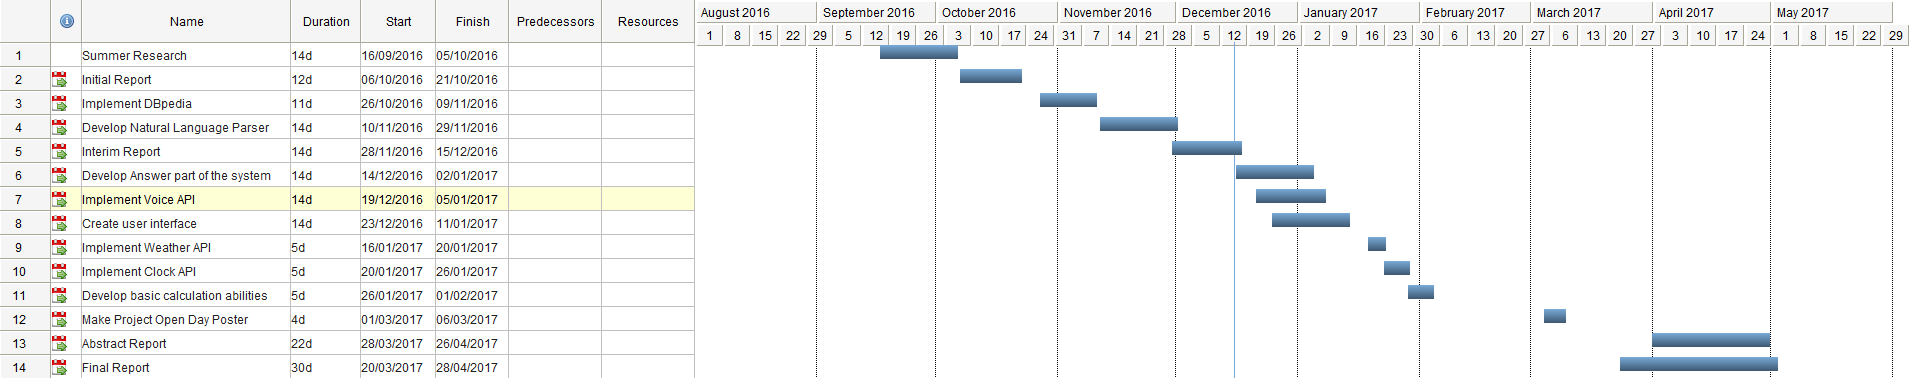 Name Duration Start Finish Predecessors Resources August 2016 September 2016 October 2016 November 2016 December 2016 January 2017 February 2017 March 2017 April 2017 May 2017
1 8 15 22 29 5 12 19 26 3 10 17 24 31 7 14 21 28 5 12 19 26 2 9 16 23 30 6 13 20 27 6 13 20 27 3 10 17 24 1 8 15 22 29
1 Summer Research 14d 16/09/2016 05/10/2016
2 Initial Report 12d 06/10/2016 21/10/2016
3 Implement DBpedia 11d 26/10/2016 09/11/2016
4 Develop Natural Language Parser 14d 10/11/2016 29/11/2016
5 Interim Report 14d 28/11/2016 15/12/2016
6 Develop Answer part of the system 14d 14/12/2016 02/01/2017
7 Implement Voice API 14d 19/12/2016 05/01/2017
8 Create user interface 14d 23/12/2016 11/01/2017
9 Implement Weather API 5d 16/01/2017 20/01/2017
10 Implement Clock API 5d 20/01/2017 26/01/2017
11 Develop basic calculation abilities 5d 26/01/2017 01/02/2017
12 Make Project Open Day Poster 4d 01/03/2017 06/03/2017
13 Abstract Report 22d 28/03/2017 26/04/2017
14 Final Report 30d 20/03/2017 28/04/2017